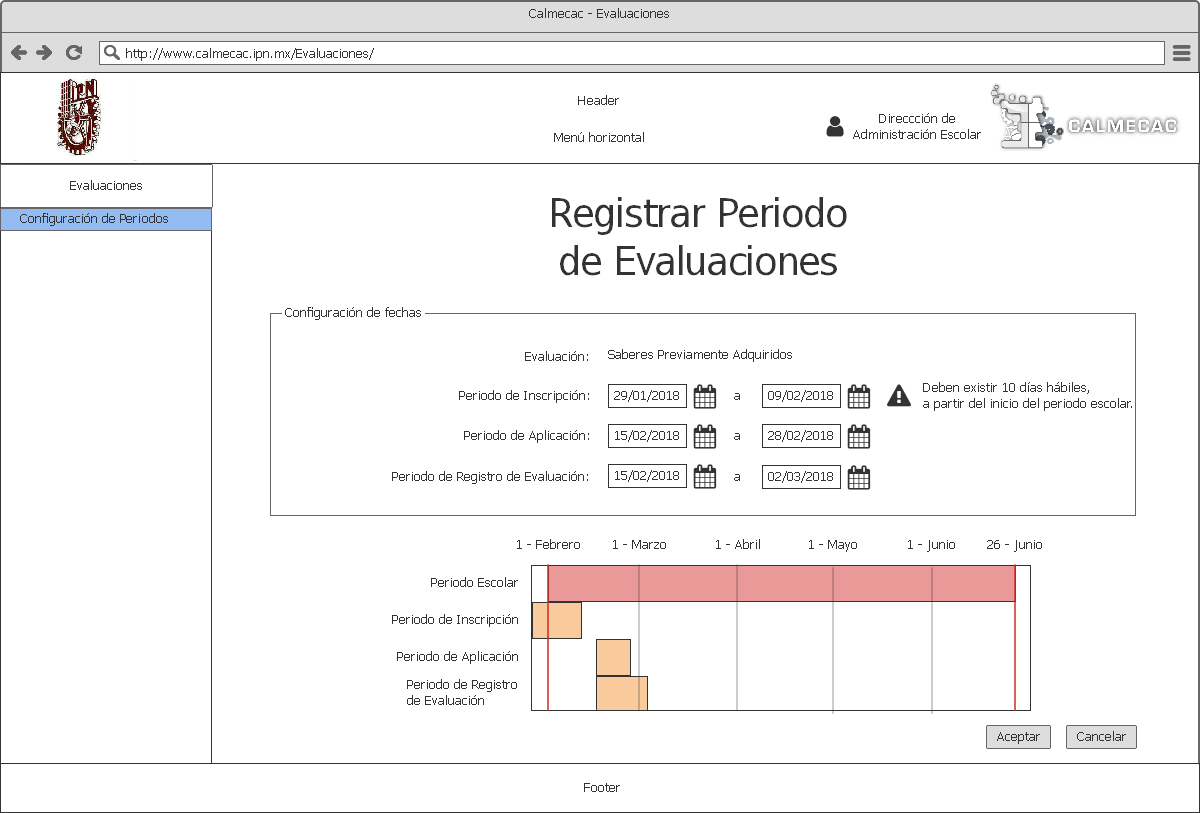 Calmecac - Evaluaciones
http://www.calmecac.ipn.mx/Evaluaciones/
IPN
Header
Menú horizontal
Direccción de
Administración Escolar
CALMECAC
Evaluaciones
Configuración de Periodos
Registrar Periodo
de Evaluaciones
Configuración de fechas
Evaluación: Saberes Previamente Adquiridos
Periodo de Inscripción: 29/01/2018 a 09/02/2018
Deben existir 10 días hábiles,
a partir del inicio del periodo escolar.
Periodo de Aplicación: 15/02/2018 a 28/02/2018
Periodo de Registro de Evaluación: 15/02/2018 a 02/03/2018
1 - Febrero 1 - Marzo 1 - Abril 1 - Mayo 1 - Junio 26 - Junio
Periodo Escolar
Periodo de Inscripción
Periodo de Aplicación
Periodo de Registro
de Evaluación
Aceptar Cancelar
Footer